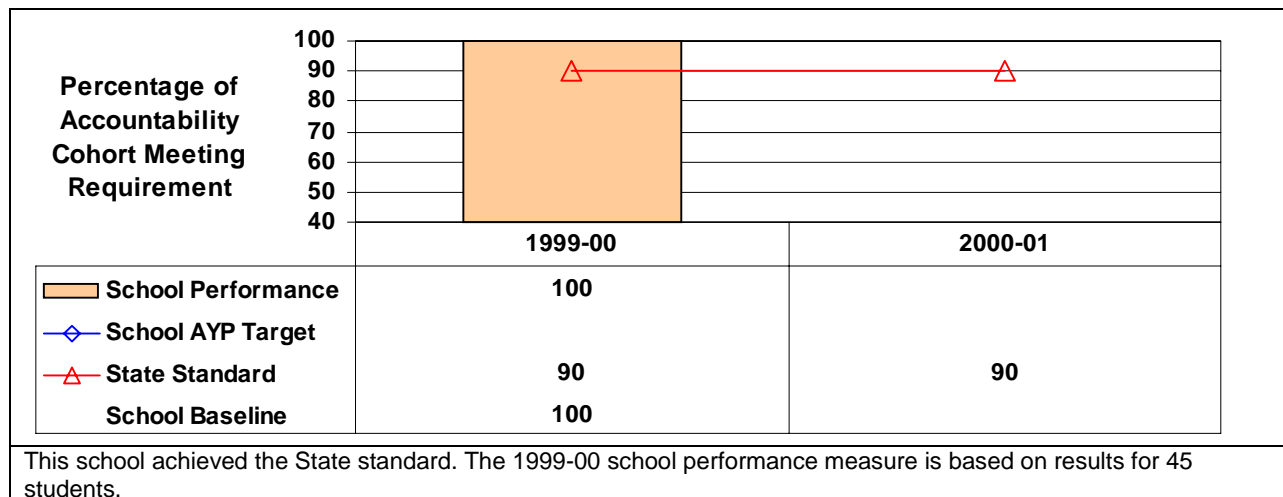 Percentage of
Accountability
Cohort Meeting
Requirement
100
90
80
70
60
50
40
1999-00 2000-01
School Performance 100
School AYP Target
State Standard 90 90
School Baseline 100
This school achieved the State standard. The 1999-00 school performance measure is based on results for 45
students.